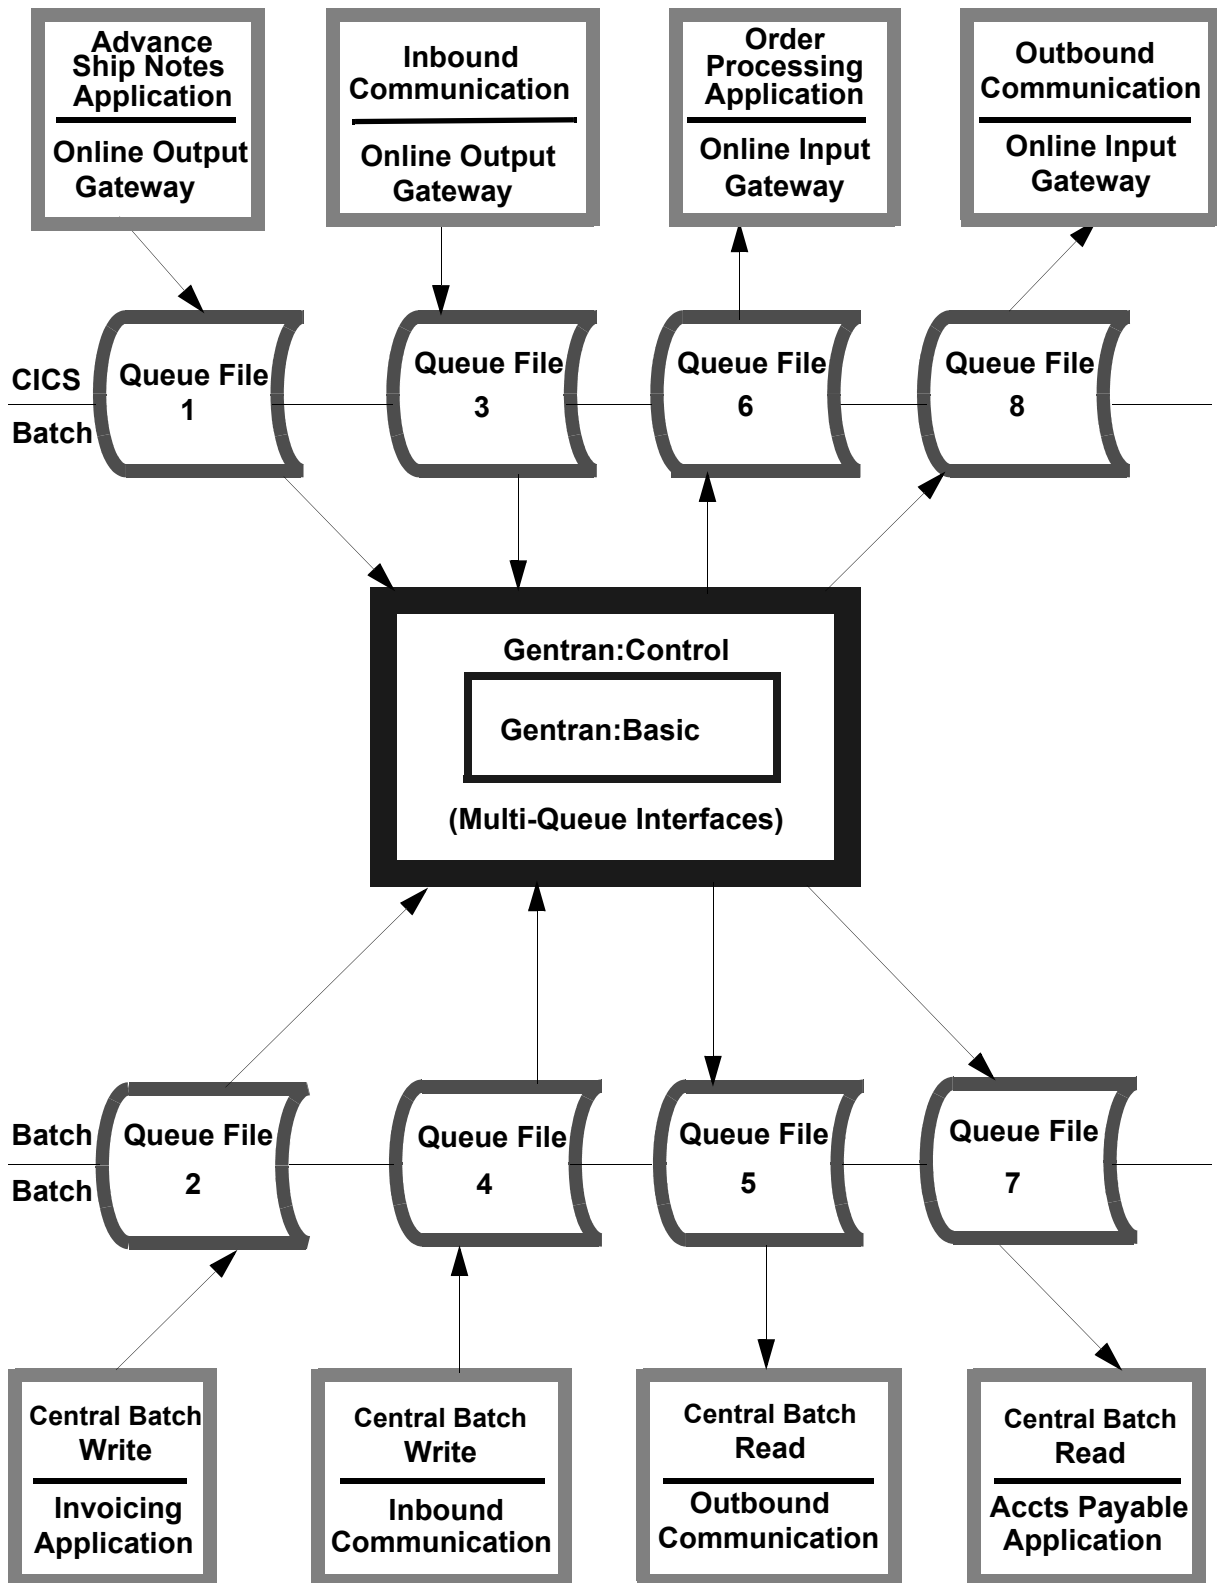 Advance
Ship Notes
Application
Online Output
Gateway
Inbound
Communication
Online Output
Gateway
Order
Processing
Application
Online Input
Gateway
Outbound
Communication
Online Input
Gateway
CICS
Batch
Queue File
1
Queue File
3
Queue File
6
Queue File
8
Gentran:Control
Gentran:Basic
(Multi-Queue Interfaces)
Batch
Batch
Queue File
2
Queue File
4
Queue File
5
Queue File
7
Central Batch
Write
Invoicing
Application
Central Batch
Write
Inbound
Communication
Central Batch
Read
Outbound
Communication
Central Batch
Read
Accts Payable
Application